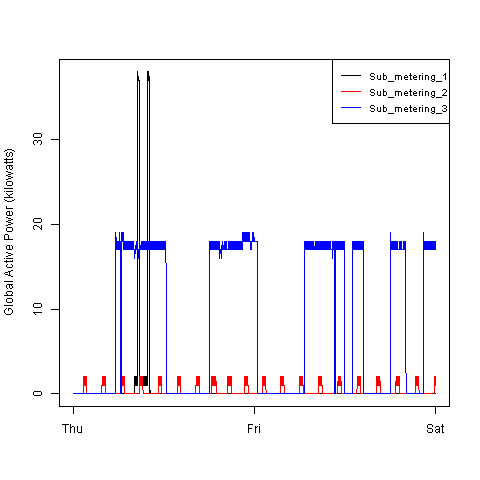 Global Active Power (kilowatts)
30
20
10
0
Sub_metering_1
Sub_metering_2
Sub_metering_3
Thu Fri Sat